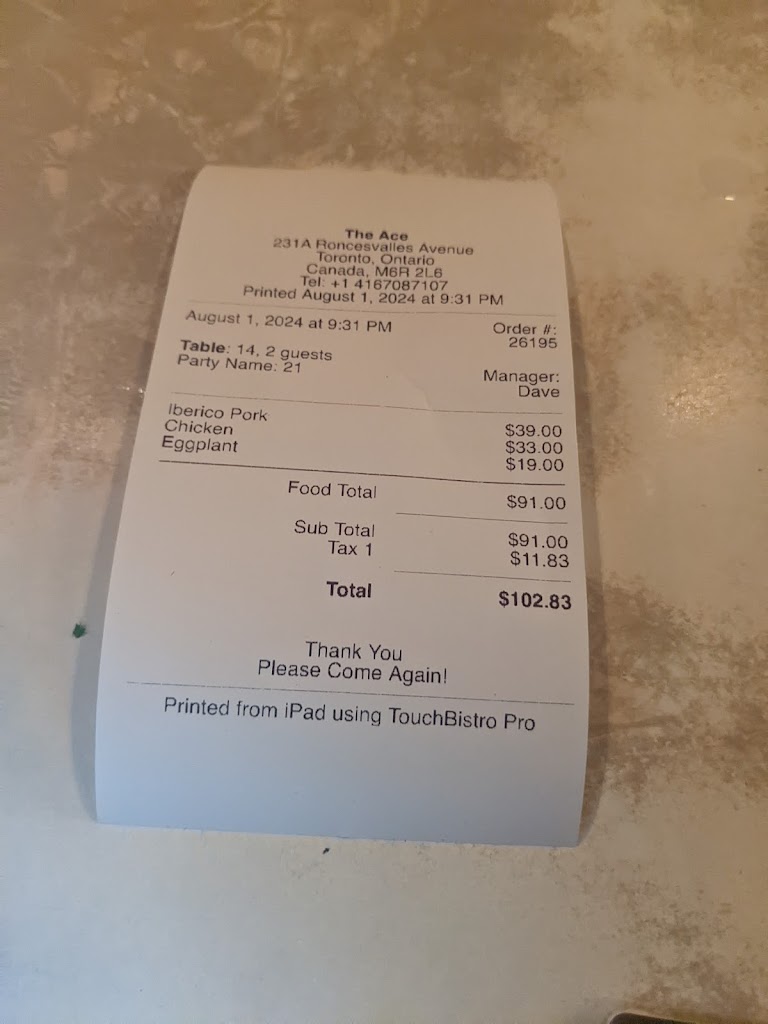 The Ace
231A Roncesvalles Avenue
Toronto, Ontario
Canada, M6R 2L6
Tel: +1 4167087107
Printed August 1, 2024 at 9:31 PM
August 1, 2024 at 9:31 PM
Order #:
26195
Table: 14, 2 guests
Party Name: 21
Manager:
Dave
Iberico Pork $39.00
Chicken $33.00
Eggplant $19.00
Food Total $91.00
Sub Total $91.00
Tax 1 $11.83
Total $102.83
Thank You
Please Come Again!
Printed from iPad using TouchBistro Pro